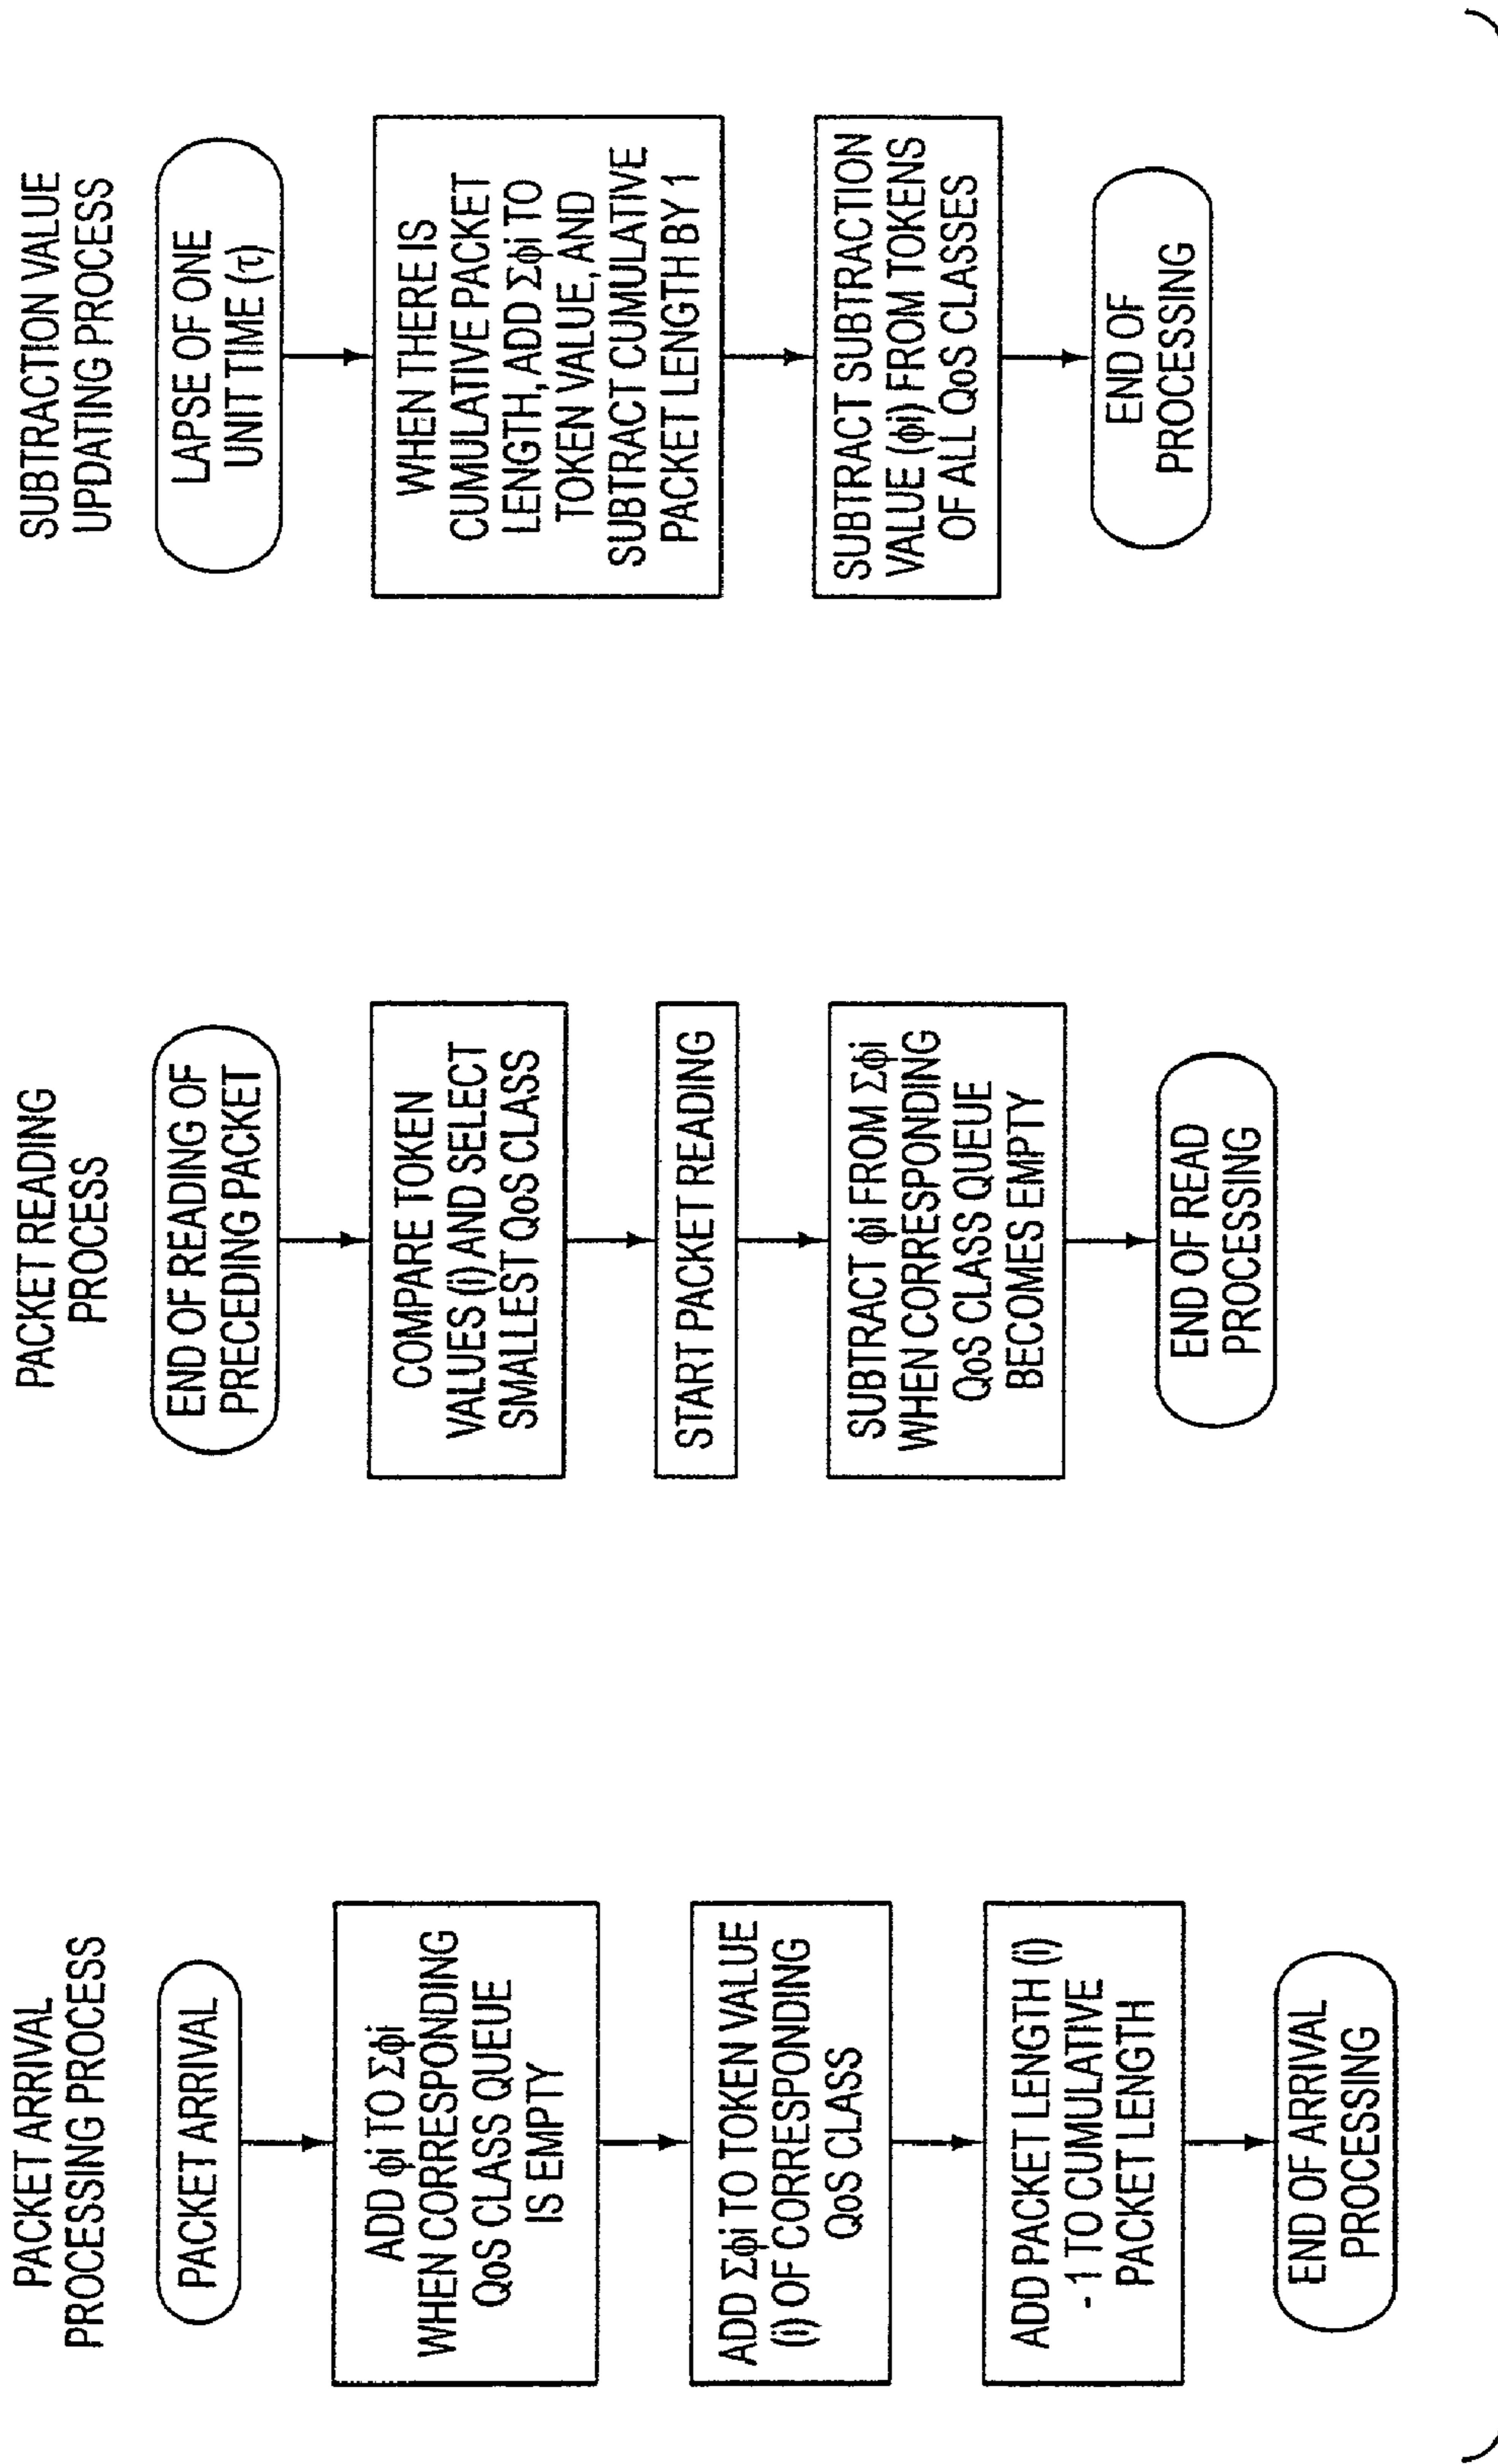 PACKET ARRIVAL
PROCESSING PROCESS
PACKET ARRIVAL
ADD ϕi TO Σϕi
WHEN CORRESPONDING
QoS CLASS QUEUE
IS EMPTY
ADD Σϕi TO TOKEN VALUE
(i) OF CORRESPONDING
QoS CLASS
ADD PACKET LENGTH (i)
- 1 TO CUMULATIVE
PACKET LENGTH
END OF ARRIVAL
PROCESSING
PACKET READING
PROCESS
END OF READING OF
PRECEDING PACKET
COMPARE TOKEN
VALUES (i) AND SELECT
SMALLEST QoS CLASS
START PACKET READING
SUBTRACT ϕi FROM Σϕi
WHEN CORRESPONDING
QoS CLASS QUEUE
BECOMES EMPTY
END OF READ
PROCESSING
SUBTRACTION VALUE
UPDATING PROCESS
LAPSE OF ONE
UNIT TIME (τ)
WHEN THERE IS
CUMULATIVE PACKET
LENGTH, ADD Σϕi TO
TOKEN VALUE, AND
SUBTRACT CUMULATIVE
PACKET LENGTH BY 1
SUBTRACT SUBTRACTION
VALUE (ϕi) FROM TOKENS
OF ALL QoS CLASSES
END OF
PROCESSING